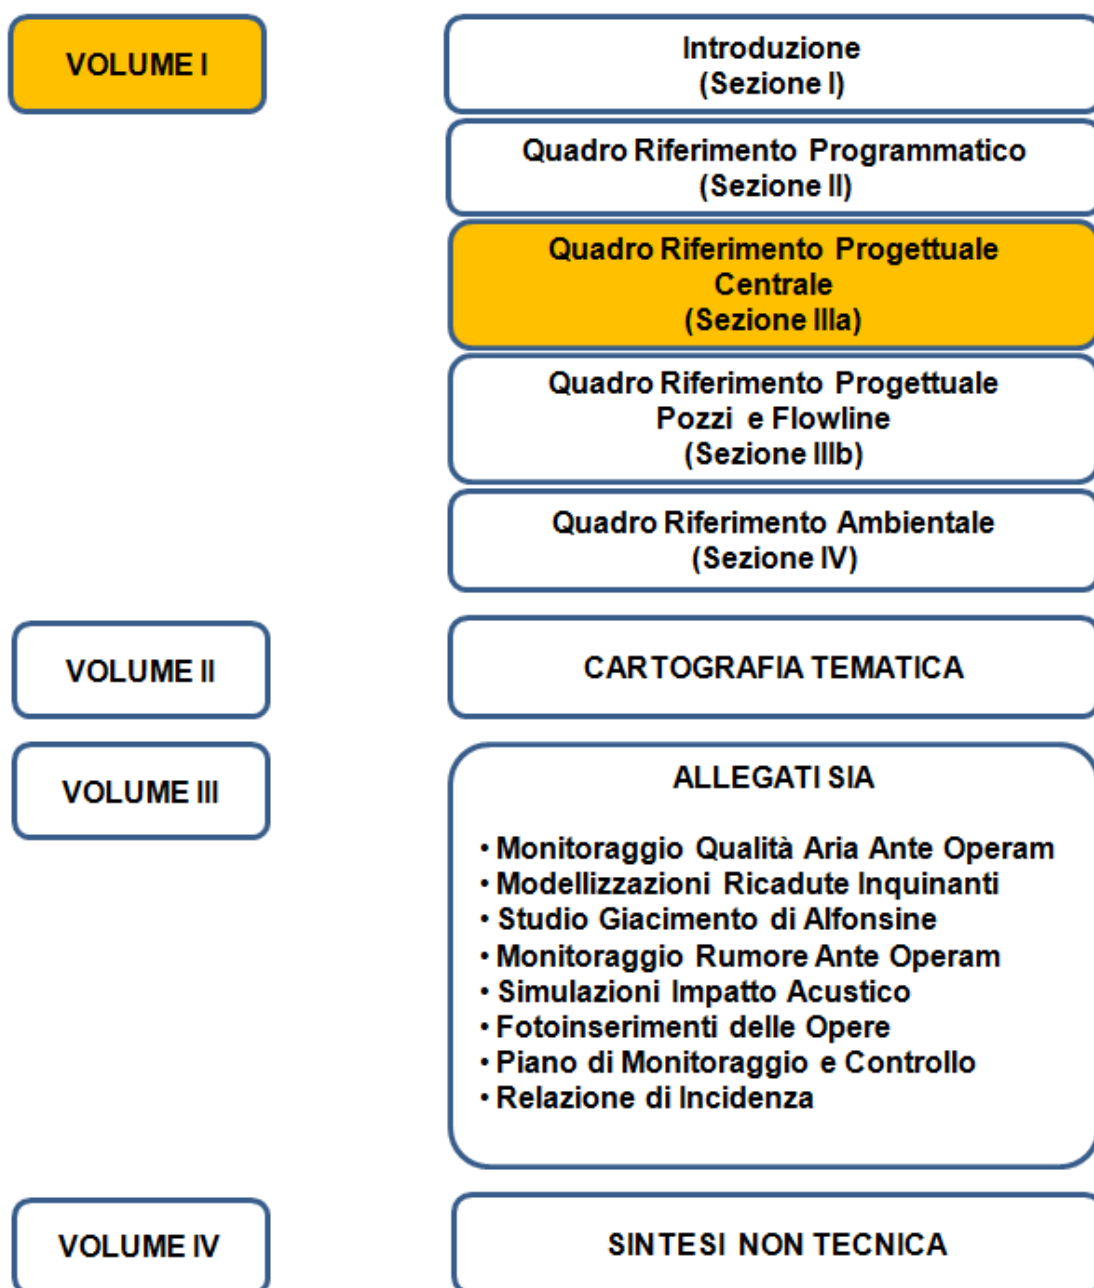 VOLUME I
Introduzione
(Sezione I)
Quadro Riferimento Programmatico
(Sezione II)
Quadro Riferimento Progettuale
Centrale
(Sezione IIIa)
Quadro Riferimento Progettuale
Pozzi e Flowline
(Sezione IIIb)
Quadro Riferimento Ambientale
(Sezione IV)
VOLUME II
CARTOGRAFIA TEMATICA
VOLUME III
ALLEGATI SIA
• Monitoraggio Qualità Aria Ante Operam
• Modellizzazioni Ricadute Inquinanti
• Studio Giacimento di Alfonsine
• Monitoraggio Rumore Ante Operam
• Simulazioni Impatto Acustico
• Fotoinserimenti delle Opere
• Piano di Monitoraggio e Controllo
• Relazione di Incidenza
VOLUME IV
SINTESI NON TECNICA